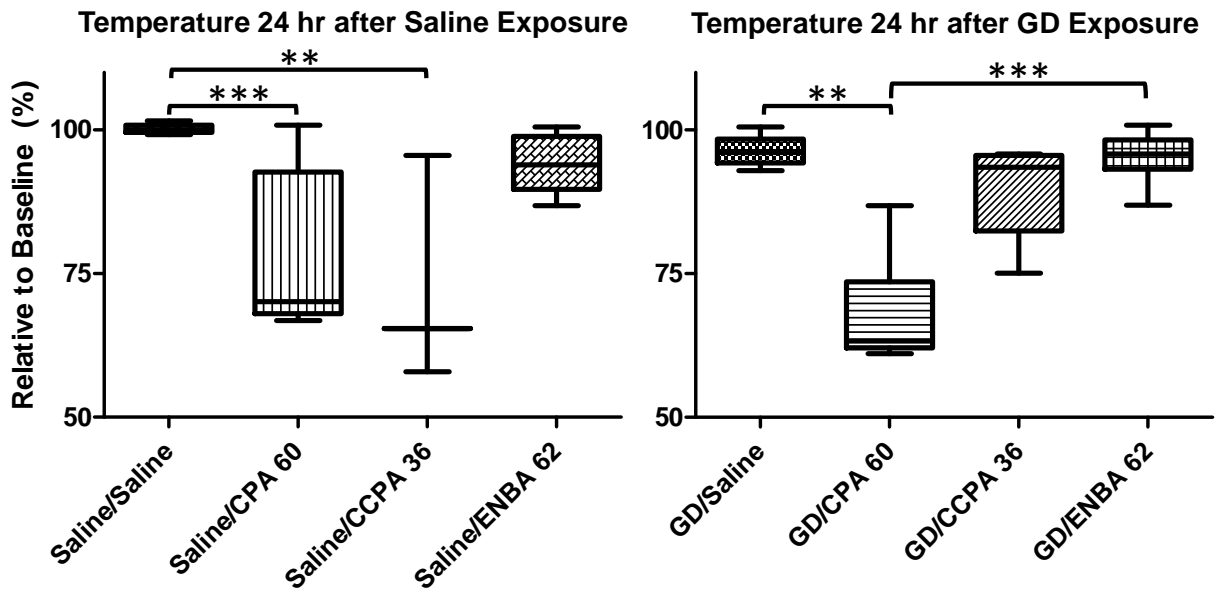 Temperature 24 hr after Saline Exposure
Temperature 24 hr after GD Exposure
Relative to Baseline (%)
100
75
50
**
***
Saline/Saline
Saline/CPA 60
Saline/CCPA 36
Saline/ENBA 62
100
75
50
**
***
GD/Saline
GD/CPA 60
GD/CCPA 36
GD/ENBA 62